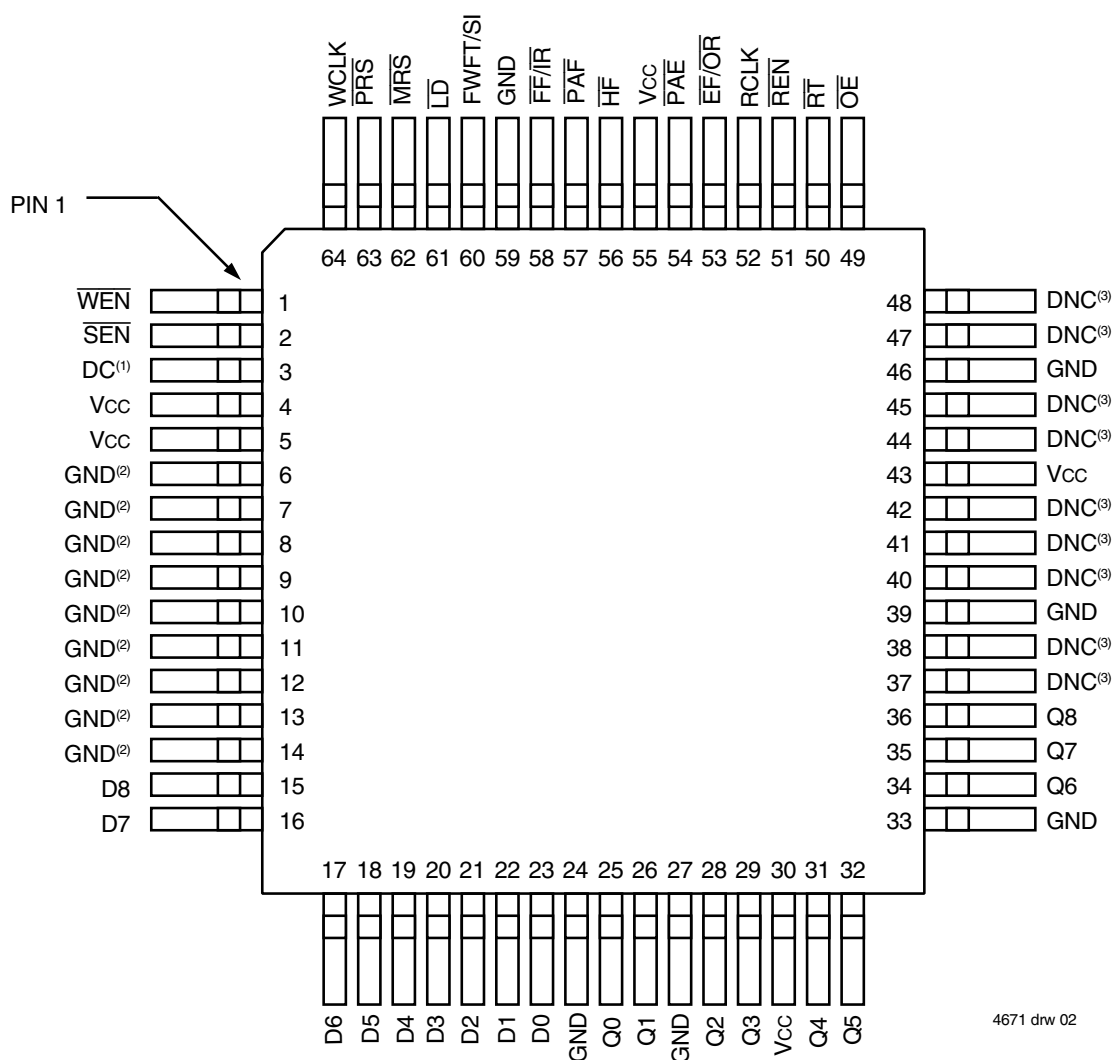 WCLK
PRS
MRS
LD
FWFT/SI
GND
FF/IR
PAF
HF
VCC
PAE
EF/OR
RCLK
REN
RT
OE
PIN 1
64 63 62 61 60 59 58 57 56 55 54 53 52 51 50 49
WEN 1
SEN 2
DC(1) 3
VCC 4
VCC 5
GND(2) 6
GND(2) 7
GND(2) 8
GND(2) 9
GND(2) 10
GND(2) 11
GND(2) 12
GND(2) 13
GND(2) 14
D8 15
D7 16
48 DNC(3)
47 DNC(3)
46 GND
45 DNC(3)
44 DNC(3)
43 VCC
42 DNC(3)
41 DNC(3)
40 DNC(3)
39 GND
38 DNC(3)
37 DNC(3)
36 Q8
35 Q7
34 Q6
33 GND
17 18 19 20 21 22 23 24 25 26 27 28 29 30 31 32
D6
D5
D4
D3
D2
D1
D0
GND
Q0
Q1
GND
Q2
Q3
VCC
Q4
Q5
4671 drw 02